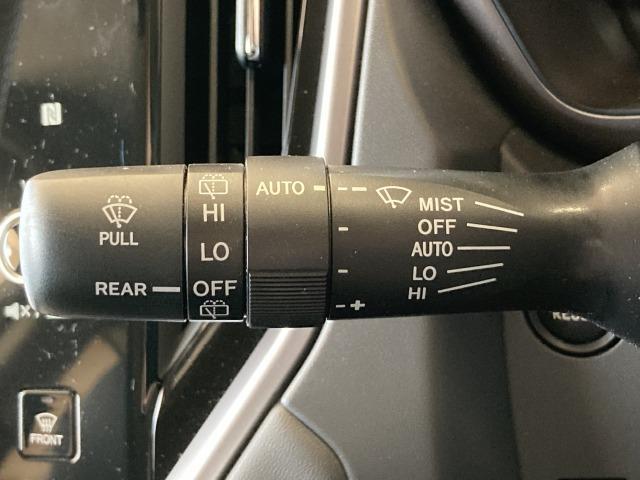 N
PULL
REAR
HI
LO
OFF
AUTO
- +
MIST
OFF
AUTO
LO
HI
FRONT